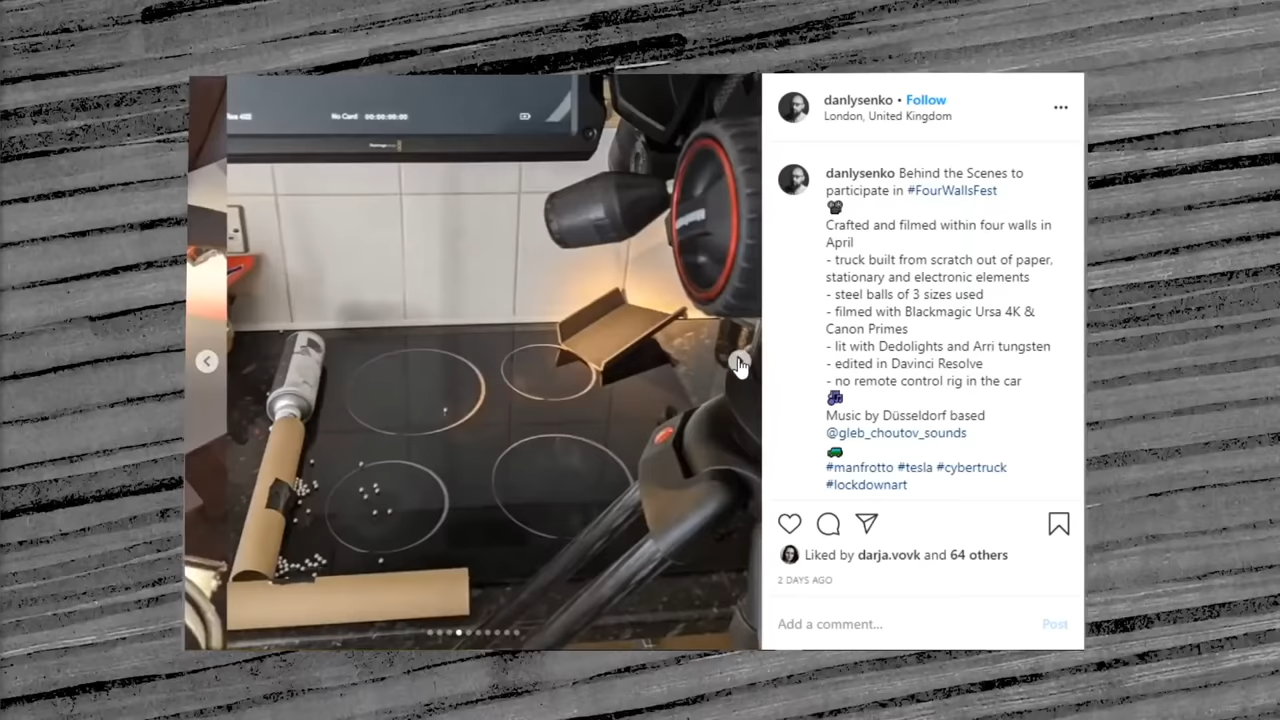 No Card 00:00:00:00
danlysenko • Follow
London, United Kingdom
danlysenko Behind the Scenes to
participate in #FourWallsFest
Crafted and filmed within four walls in
April
- truck built from scratch out of paper,
stationary and electronic elements
- steel balls of 3 sizes used
- filmed with Blackmagic Ursa 4K &
Canon Primes
- lit with Dedolights and Arri tungsten
- edited in Davinci Resolve
- no remote control rig in the car
Music by Düsseldorf based
@gleb_choutov_sounds
#manfrotto #tesla #cybertruck
#lockdownart
Liked by darja.vovk and 64 others
2 DAYS AGO
Add a comment...
Post